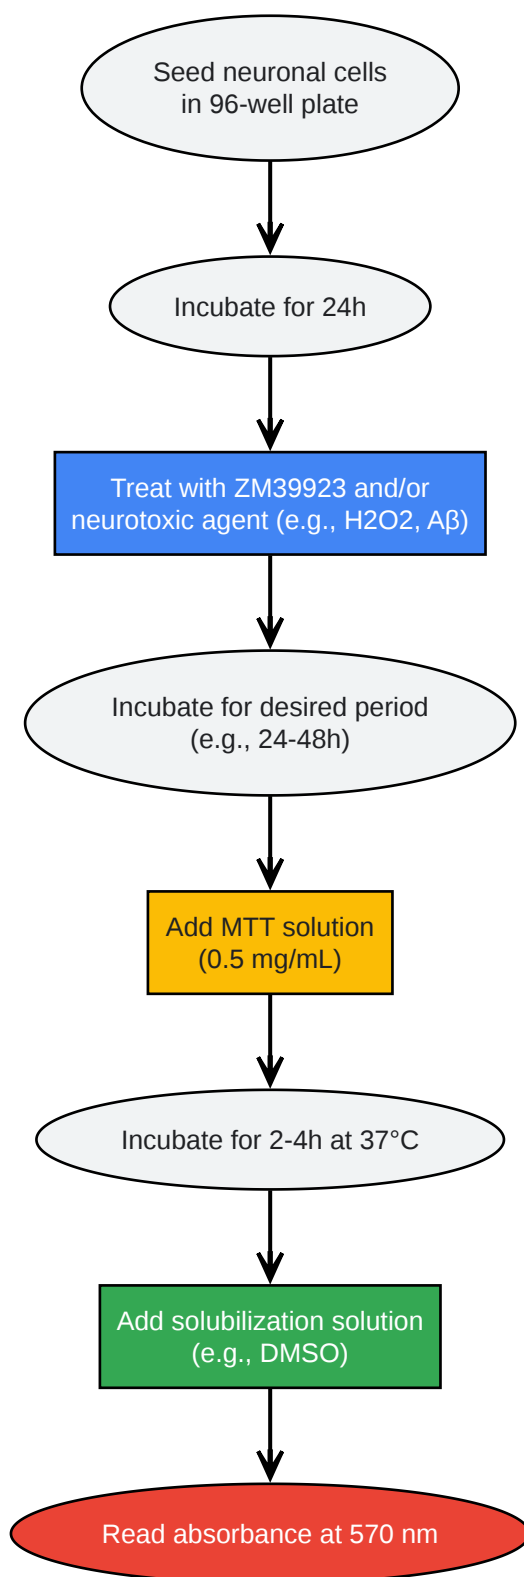 Seed neuronal cells
in 96-well plate
Incubate for 24h
Treat with ZM39923 and/or
neurotoxic agent (e.g., H2O2, Aβ)
Incubate for desired period
(e.g., 24-48h)
Add MTT solution
(0.5 mg/mL)
Incubate for 2-4h at 37°C
Add solubilization solution
(e.g., DMSO)
Read absorbance at 570 nm